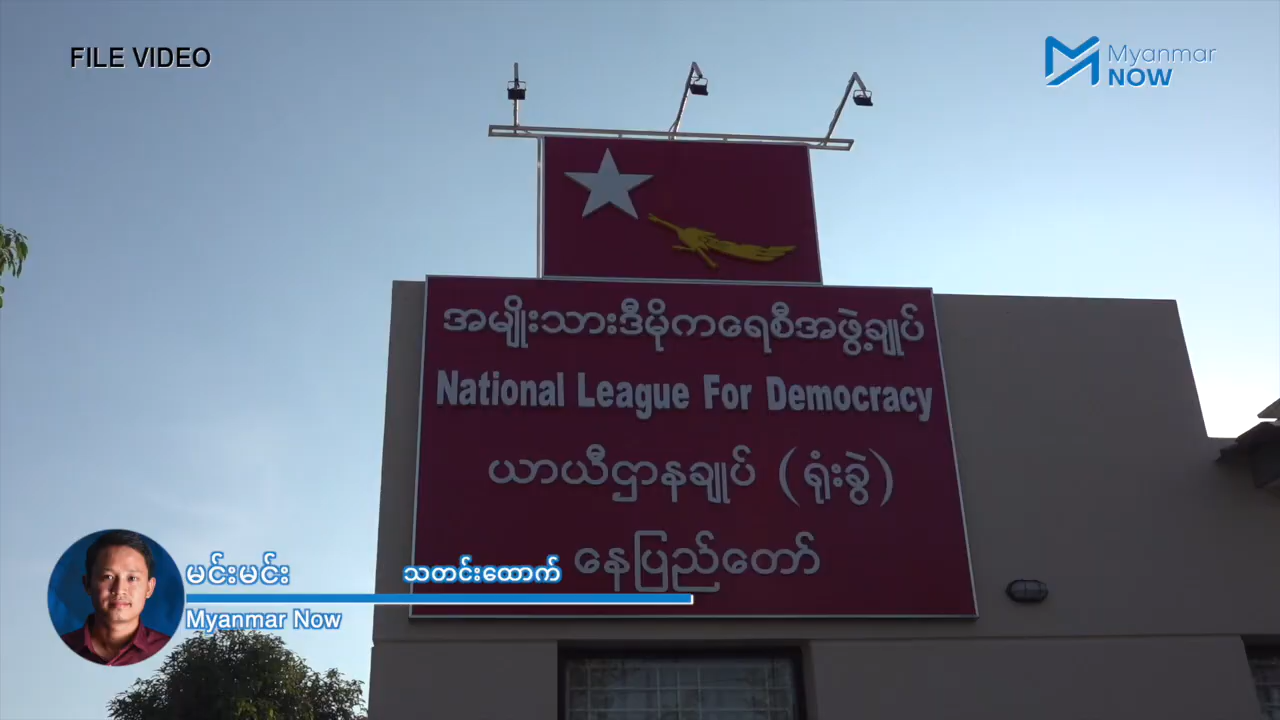 FILE VIDEO
Myanmar
NOW
အမျိုးသားဒီမိုကရေစီအဖွဲ့ချုပ်
National League For Democracy
ယာယီဌာနချုပ် (ရုံးခွဲ)
နေပြည်တော်
မင်းမင်း သတင်းထောက်
Myanmar Now